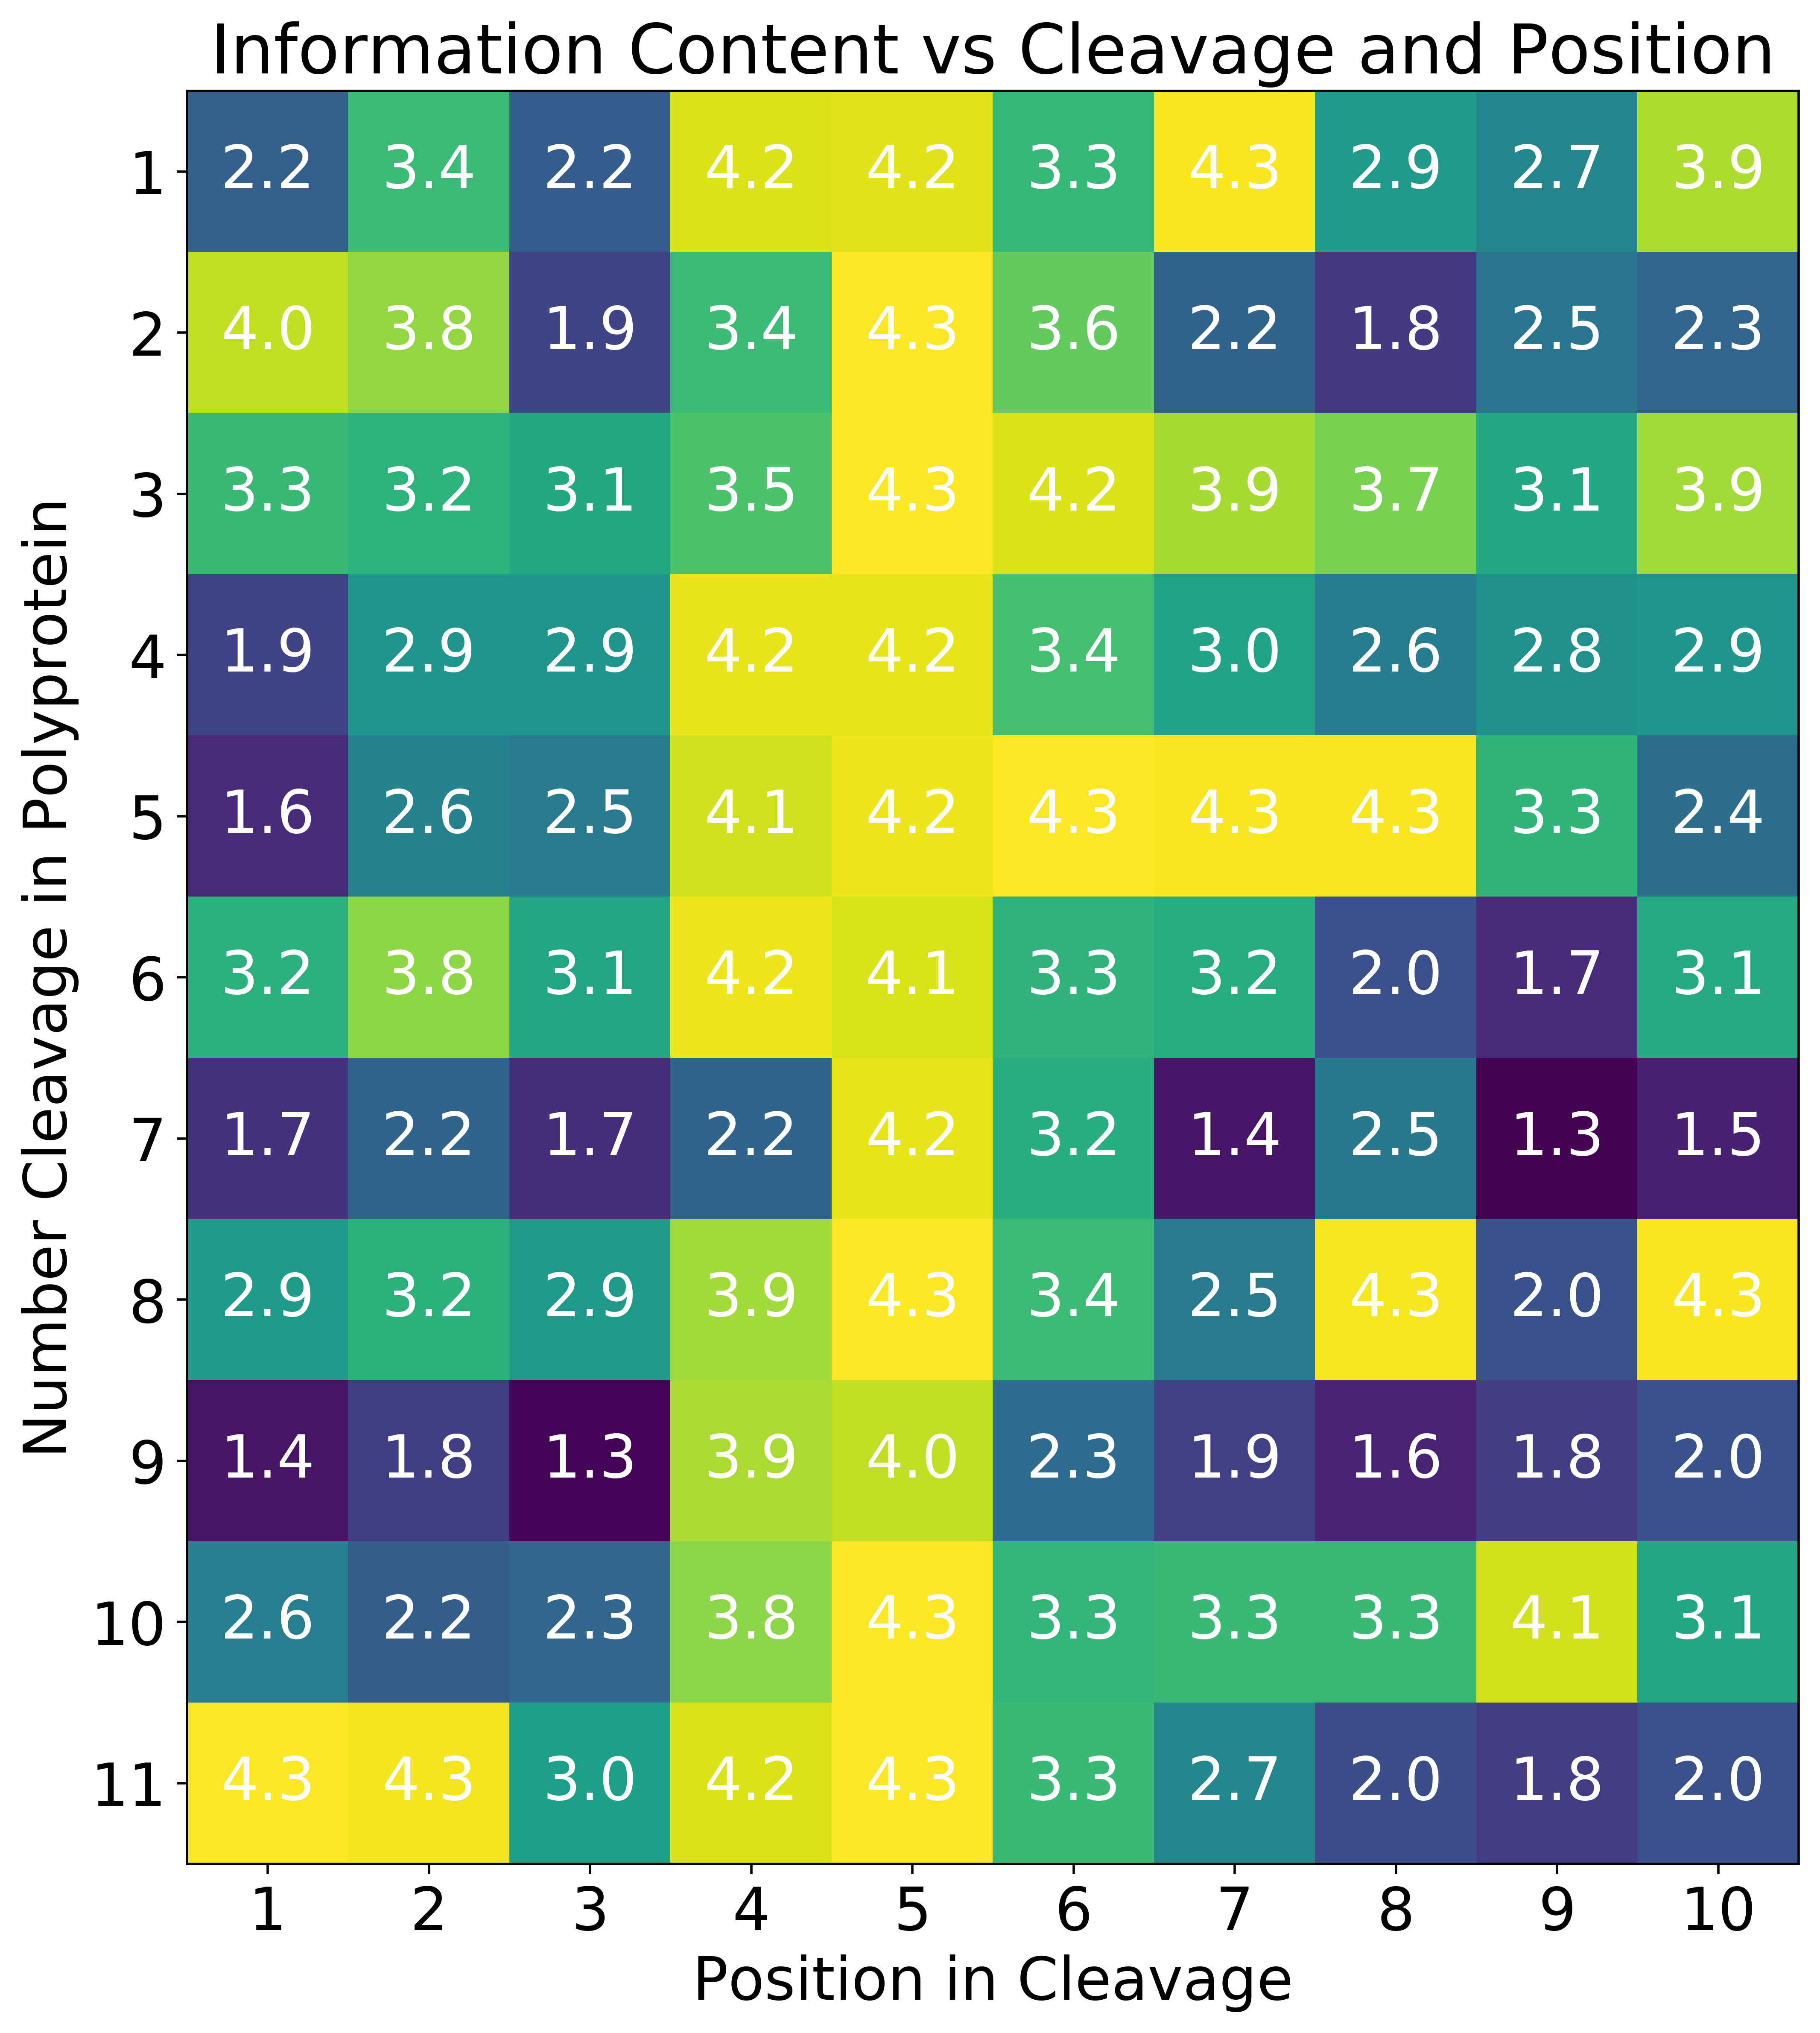 Information Content vs Cleavage and Position
Number Cleavage in Polyprotein
1 2.2 3.4 2.2 4.2 4.2 3.3 4.3 2.9 2.7 3.9
2 4.0 3.8 1.9 3.4 4.3 3.6 2.2 1.8 2.5 2.3
3 3.3 3.2 3.1 3.5 4.3 4.2 3.9 3.7 3.1 3.9
4 1.9 2.9 2.9 4.2 4.2 3.4 3.0 2.6 2.8 2.9
5 1.6 2.6 2.5 4.1 4.2 4.3 4.3 4.3 3.3 2.4
6 3.2 3.8 3.1 4.2 4.1 3.3 3.2 2.0 1.7 3.1
7 1.7 2.2 1.7 2.2 4.2 3.2 1.4 2.5 1.3 1.5
8 2.9 3.2 2.9 3.9 4.3 3.4 2.5 4.3 2.0 4.3
9 1.4 1.8 1.3 3.9 4.0 2.3 1.9 1.6 1.8 2.0
10 2.6 2.2 2.3 3.8 4.3 3.3 3.3 3.3 4.1 3.1
11 4.3 4.3 3.0 4.2 4.3 3.3 2.7 2.0 1.8 2.0
1 2 3 4 5 6 7 8 9 10
Position in Cleavage